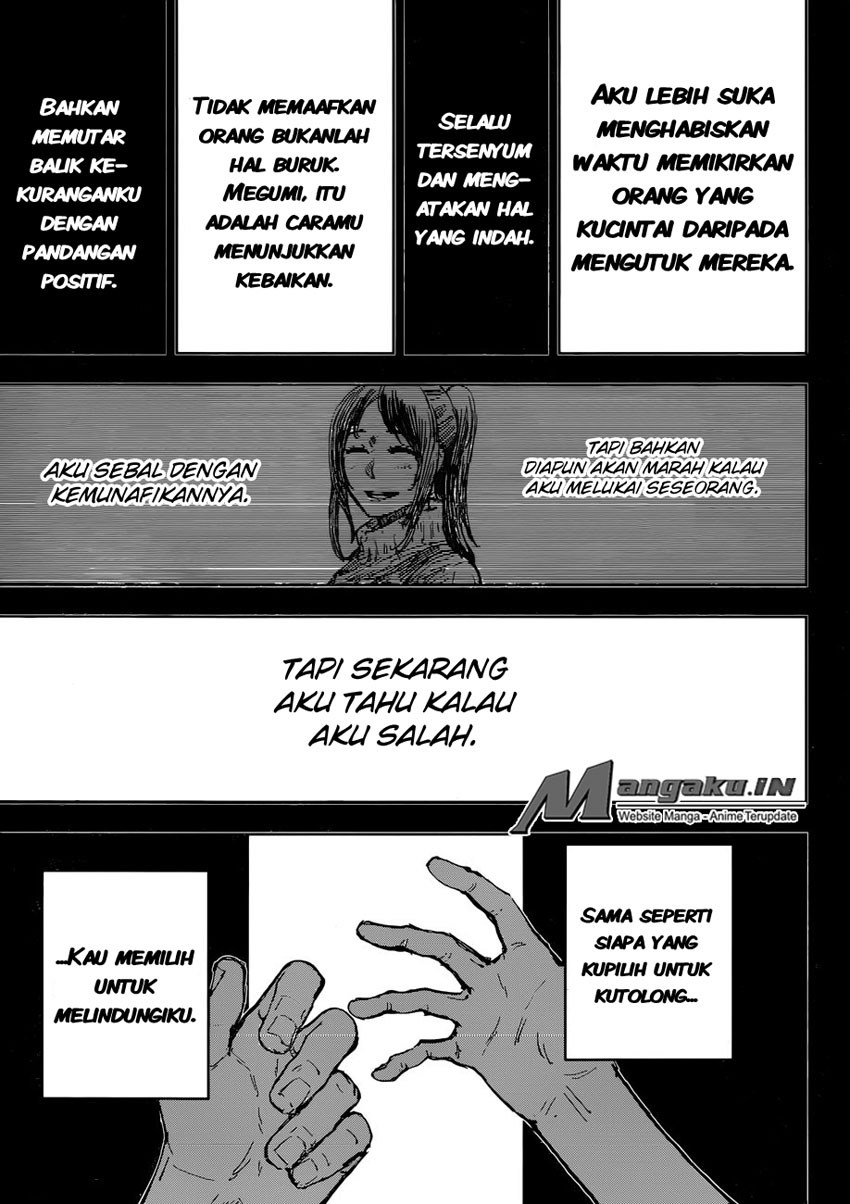 AKU LEBIH SUKA
MENGHABISKAN
WAKTU MEMIKIRKAN
ORANG YANG
KUCINTAI DARIPADA
MENGUTUK MEREKA.
SELALU
TERSENYUM
DAN MENG-
ATAKAN HAL
YANG INDAH.
TIDAK MEMAAFKAN
ORANG BUKANLAH
HAL BURUK.
MEGUMI, ITU
ADALAH CARAMU
MENUNJUKKAN
KEBAIKAN.
BAHKAN
MEMUTAR
BALIK KE-
KURANGANKU
DENGAN
PANDANGAN
POSITIF.
TAPI BAHKAN
DIAPUN AKAN MARAH KALAU
AKU MELUKAI SESEORANG.
AKU SEBAL DENGAN
KEMUNAFIKANNYA.
TAPI SEKARANG
AKU TAHU KALAU
AKU SALAH.
Mangaku.iN
Website Manga - Anime Terupdate
SAMA SEPERTI
SIAPA YANG
KUPILIH UNTUK
KUTOLONG...
...KAU MEMILIH
UNTUK
MELINDUNGIKU.